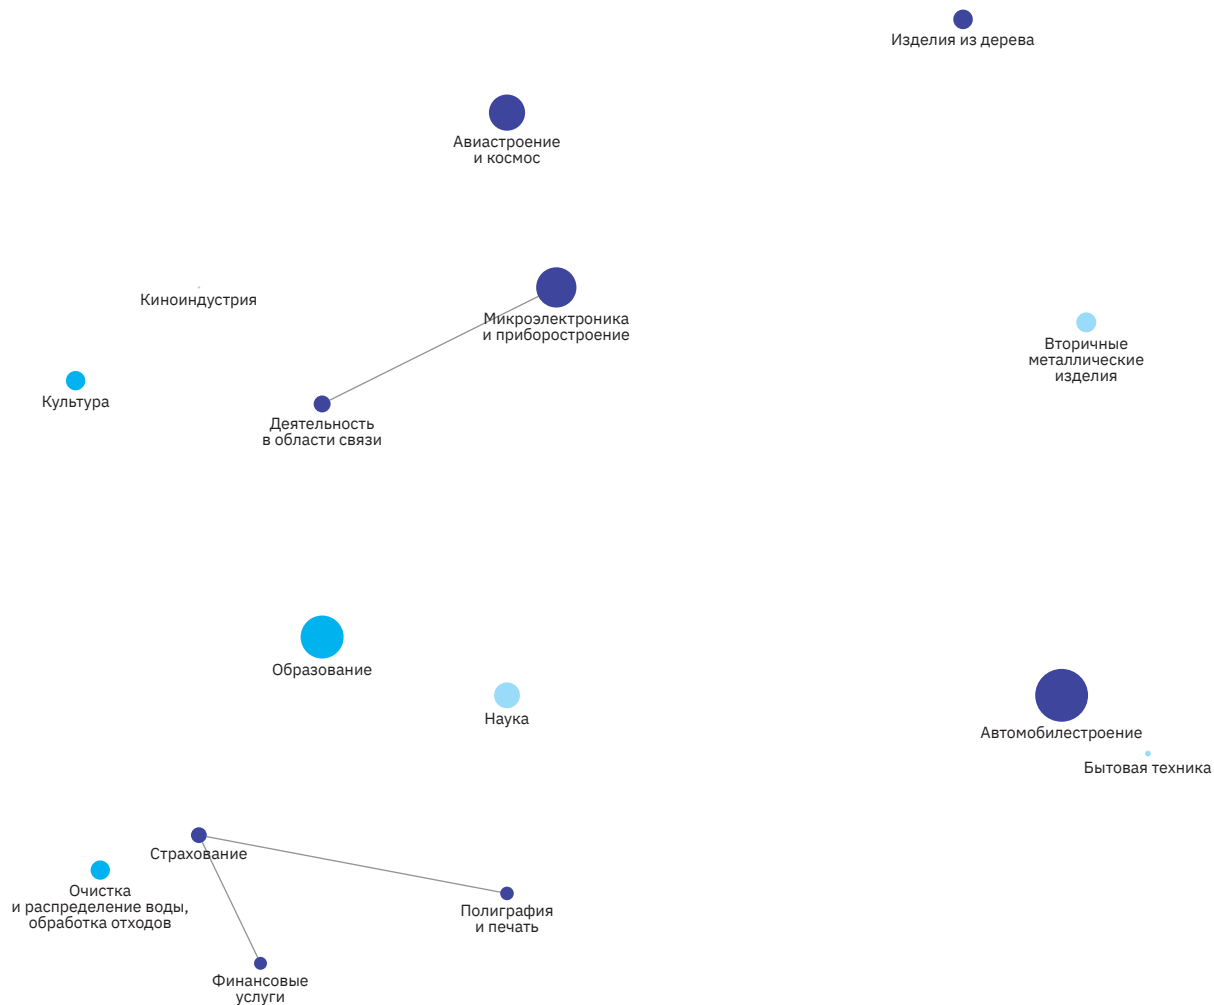 Изделия из дерева
Авиастроение
и космос
Киноиндустрия
Микроэлектроника
и приборостроение
Вторичные
металлические
изделия
Культура
Деятельность
в области связи
Образование
Наука
Автомобилестроение
Бытовая техника
Страхование
Очистка
и распределение воды,
обработка отходов
Полиграфия
и печать
Финансовые
услуги